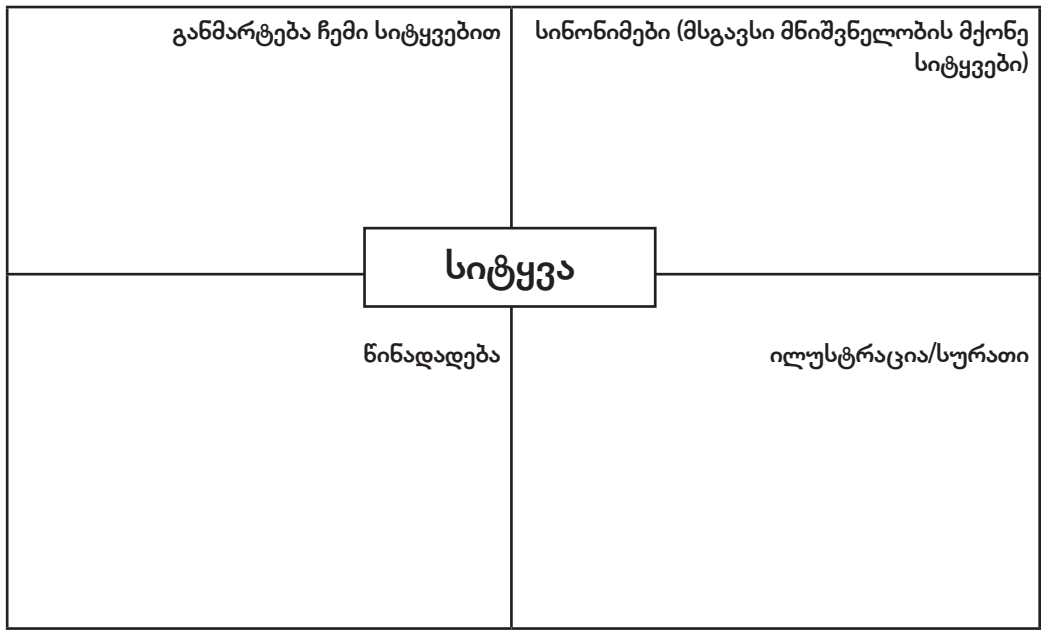 განმარტება ჩემი სიტყვებით
სინონიმები (მსგავსი მნიშვნელობის მქონე
სიტყვები)
სიტყვა
წინადადება
ილუსტრაცია/სურათი